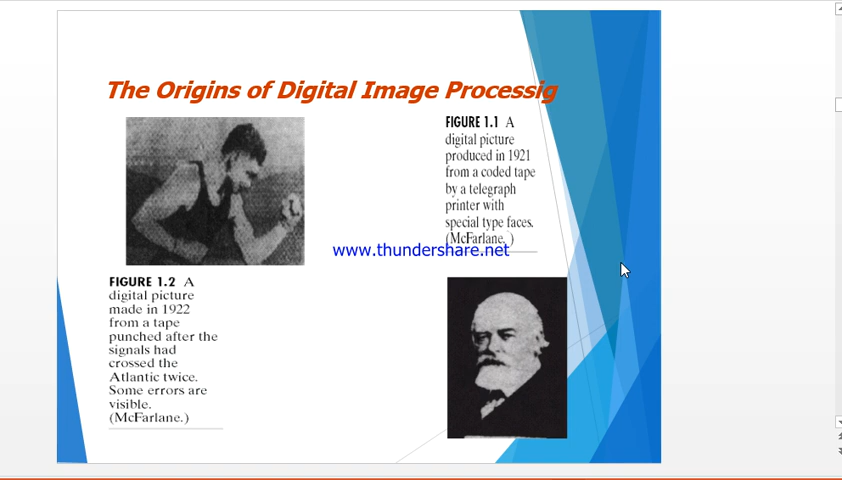 The Origins of Digital Image Processig
FIGURE 1.1 A
digital picture
produced in 1921
from a coded tape
by a telegraph
printer with
special type faces.
(McFarlane. )
www.thundershare.net
FIGURE 1.2 A
digital picture
made in 1922
from a tape
punched after the
signals had
crossed the
Atlantic twice.
Some errors are
visible.
(McFarlane.)